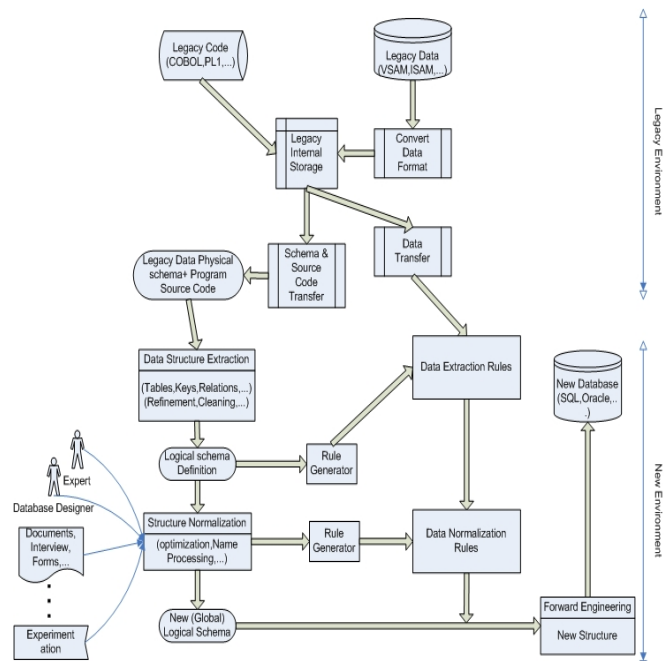 Legacy Code
(COBOL,PL1,...)
Legacy Data
(VSAM,ISAM,...)
Legacy
Internal
Storage
Convert
Data
Format
Legacy Environment
Legacy Data Physical
schema+ Program
Source Code
Schema &
Source
Code
Transfer
Data
Transfer
Data Structure Extraction
(Tables,Keys,Relations,...)
(Refinement,Cleaning,...)
Data Extraction Rules
New Database
(SQL,Oracle,..
.)
Logical schema
Definition
Rule
Generator
Expert
Database Designer
New Environment
Documents,
Interview,
Forms,...
Structure Normalization
(optimization,Name
Processing,...)
Rule
Generator
Data Normalization
Rules
New (Global)
Logical Schema
Forward Engineering
New Structure
Experiment
ation